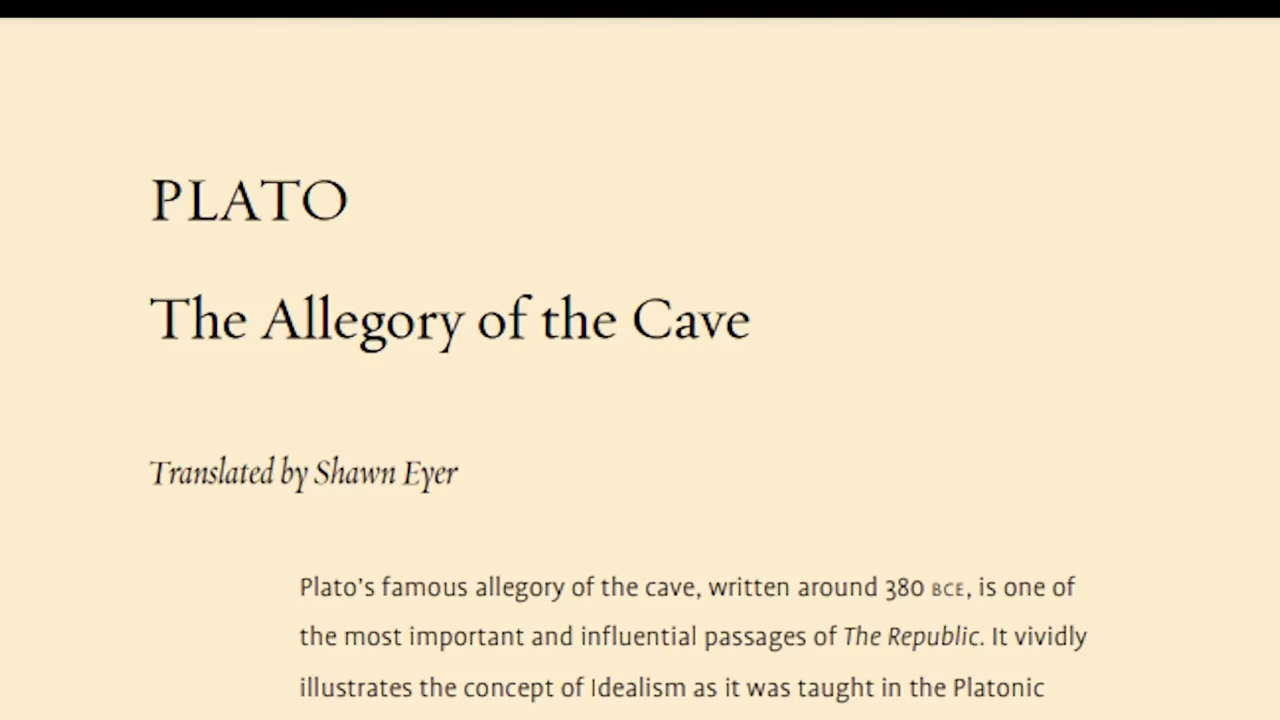 PLATO
The Allegory of the Cave
Translated by Shawn Eyer
Plato’s famous allegory of the cave, written around 380 BCE, is one of
the most important and influential passages of The Republic. It vividly
illustrates the concept of Idealism as it was taught in the Platonic